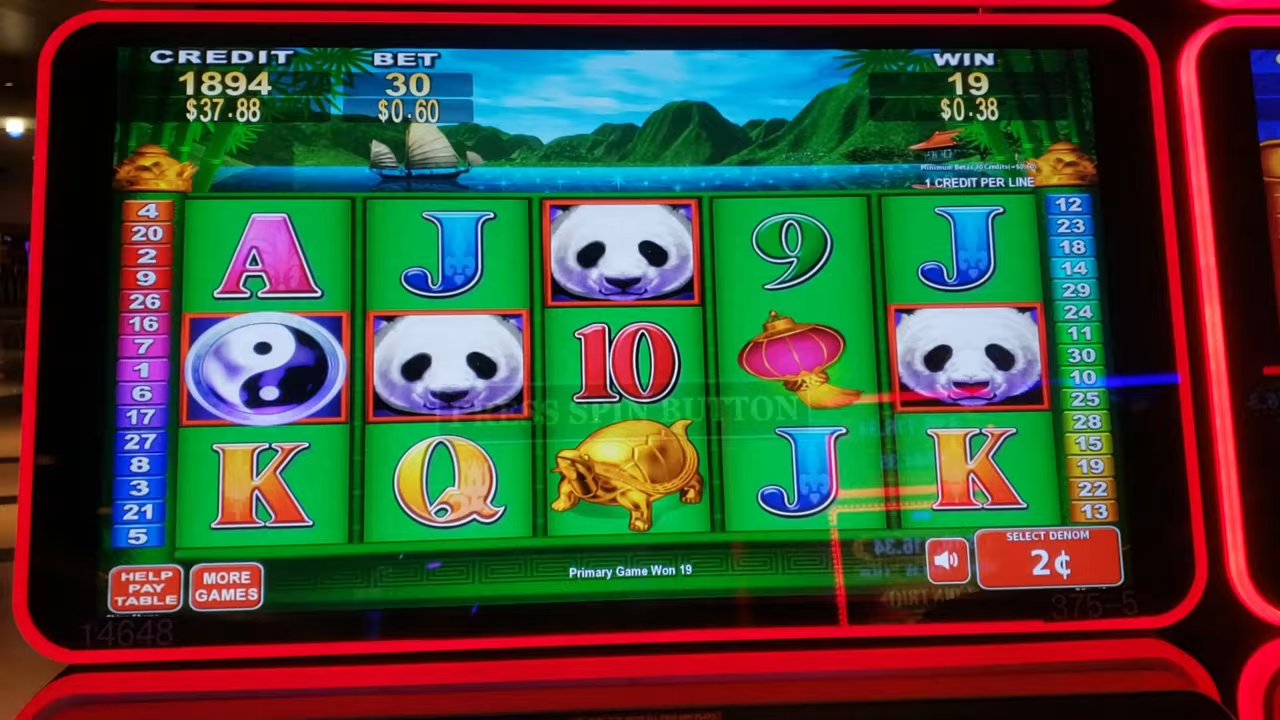 CREDIT BET WIN
1894 30 19
$37.88 $0.60 $0.38
1 CREDIT PER LINE
4 12
20 23
2 18
9 14
26 29
16 24
7 11
1 30
6 10
17 25
27 28
8 15
3 19
21 22
5 13
A J 9 J
10
PRESS SPIN BUTTON
K Q J K
SELECT DENOM
2¢
Primary Game Won 19
HELP
PAY
TABLE
MORE
GAMES
14648
375-5